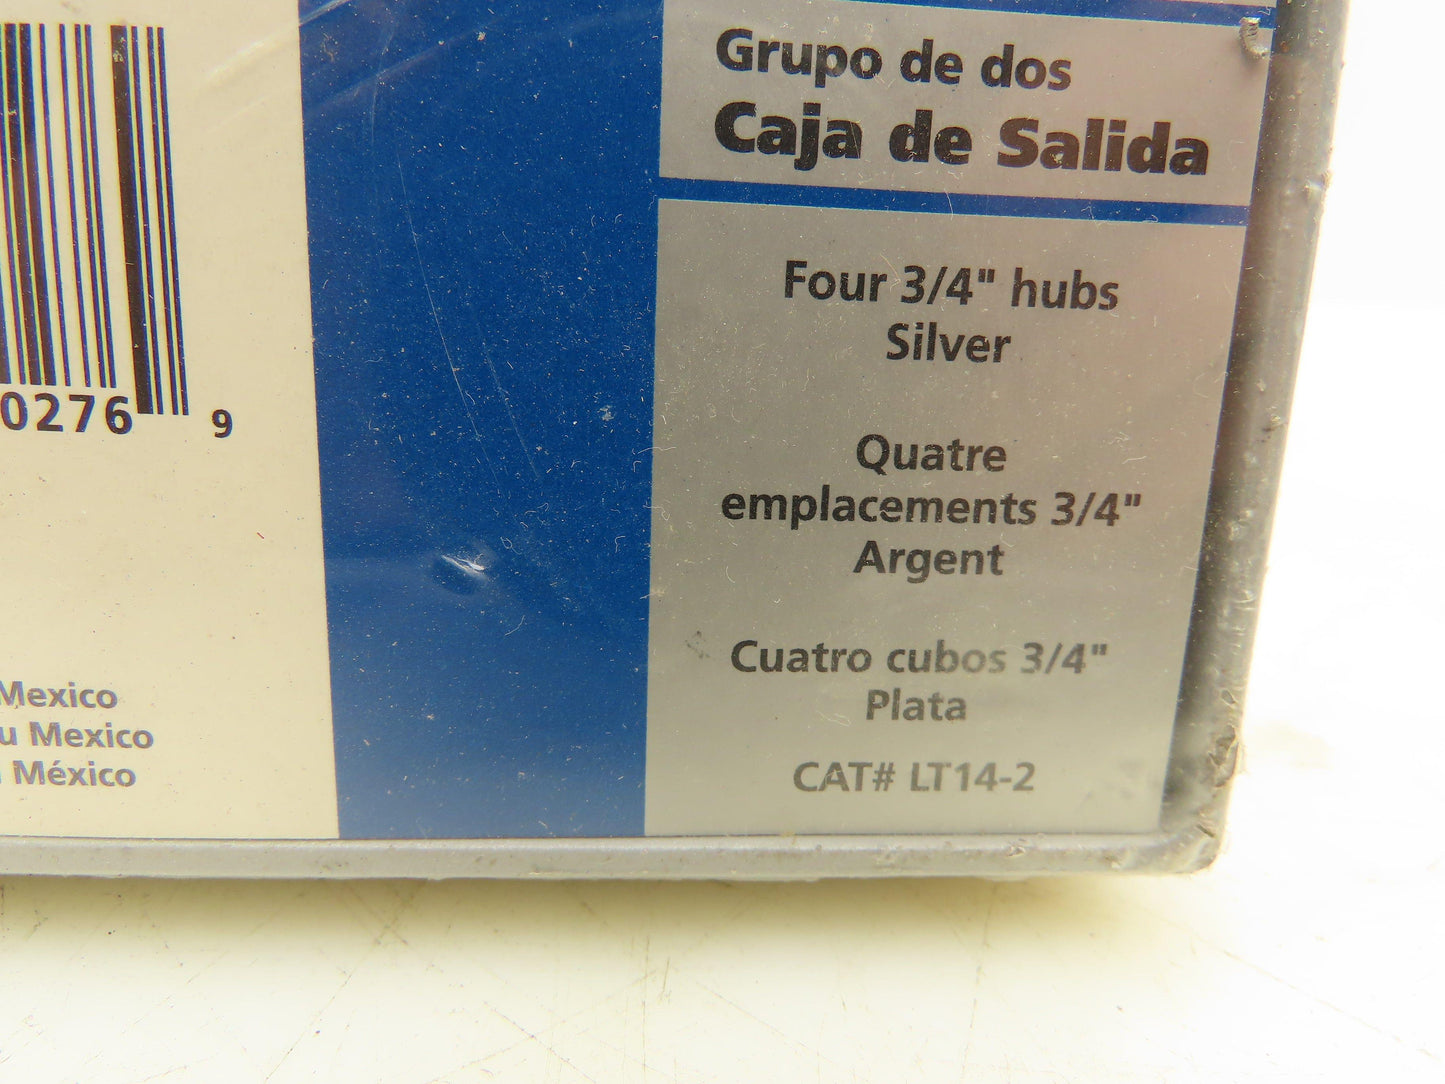 Grupo de dos
Caja de Salida
Four 3/4" hubs
Silver
Quatre
emplacements 3/4"
Argent
Cuatro cubos 3/4"
Plata
CAT# LT14-2
0276 9
Mexico
u Mexico
México